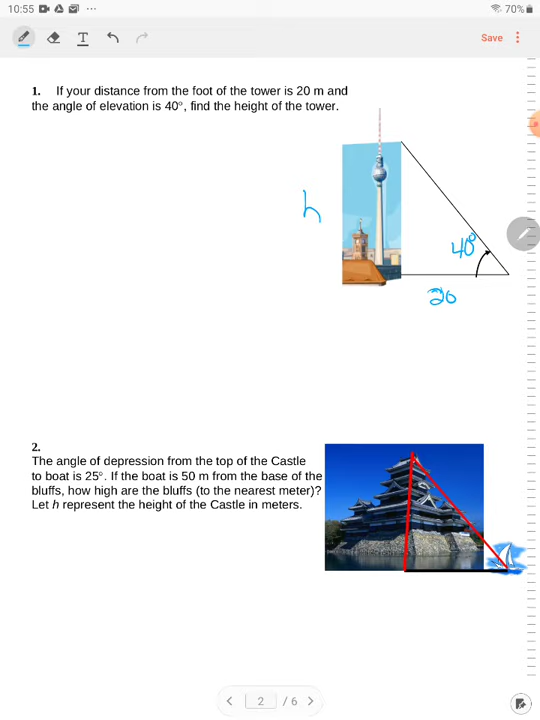 10:55 ... 70%
T Save
1. If your distance from the foot of the tower is 20 m and
the angle of elevation is 40°, find the height of the tower.
h
40°
20
2.
The angle of depression from the top of the Castle
to boat is 25°. If the boat is 50 m from the base of the
bluffs, how high are the bluffs (to the nearest meter)?
Let h represent the height of the Castle in meters.
< 2 / 6 >